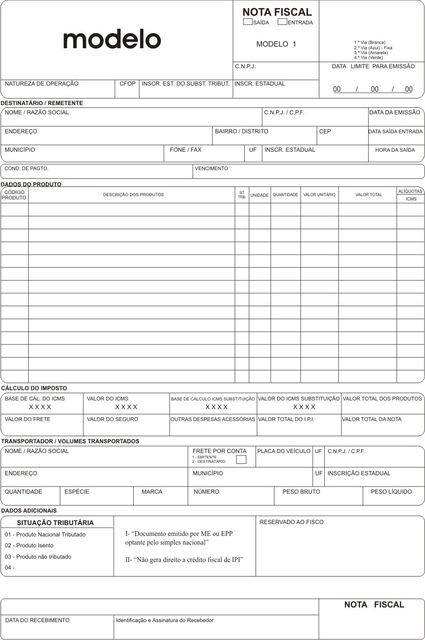 modelo
NOTA FISCAL
SAÍDA ENTRADA
MODELO 1
1.ª Via (Branca)
2.ª Via (Azul) - Fixa
3.ª Via (Amarela)
4.ª Via (Verde)
C.N.P.J.
DATA LIMITE PARA EMISSÃO
NATUREZA DE OPERAÇÃO CFOP INSCR. EST. DO SUBST. TRIBUT. INSCR. ESTADUAL
00 / 00 / 00
DESTINATÁRIO / REMETENTE
NOME / RAZÃO SOCIAL C.N.P.J. / C.P.F. DATA DA EMISSÃO
ENDEREÇO BAIRRO / DISTRITO CEP DATA SAÍDA ENTRADA
MUNICÍPIO FONE / FAX UF INSCR. ESTADUAL HORA DA SAÍDA
COND. DE PAGTO. VENCIMENTO
DADOS DO PRODUTO
CÓDIGO PRODUTO DESCRIÇÃO DOS PRODUTOS ST TRIB. UNIDADE QUANTIDADE VALOR UNITÁRIO VALOR TOTAL ALÍQUOTAS
ICMS
CÁLCULO DO IMPOSTO
BASE DE CÁL. DO ICMS VALOR DO ICMS BASE DE CÁLCULO ICMS SUBSTITUIÇÃO VALOR DO ICMS SUBSTITUIÇÃO VALOR TOTAL DOS PRODUTOS
X X X X X X X X X X X X X X X X
VALOR DO FRETE VALOR DO SEGURO OUTRAS DESPESAS ACESSÓRIAS VALOR TOTAL DO I.P.I. VALOR TOTAL DA NOTA
TRANSPORTADOR / VOLUMES TRANSPORTADOS
NOME / RAZÃO SOCIAL FRETE POR CONTA PLACA DO VEÍCULO UF C.N.P.J. / C.P.F.
1 - EMITENTE
2 - DESTINATÁRIO
ENDEREÇO MUNICÍPIO UF INSCRIÇÃO ESTADUAL
QUANTIDADE ESPÉCIE MARCA NÚMERO PESO BRUTO PESO LÍQUIDO
DADOS ADICIONAIS
SITUAÇÃO TRIBUTÁRIA
01 - Produto Nacional Tributado
02 - Produto Isento
03 - Produto não tributado
04 -
I- “Documento emitido por ME ou EPP
optante pelo simples nacional”
II- “Não gera direito a crédito fiscal de IPI”
RESERVADO AO FISCO
NOTA FISCAL
DATA DO RECEBIMENTO Identificação e Assinatura do Recebedor